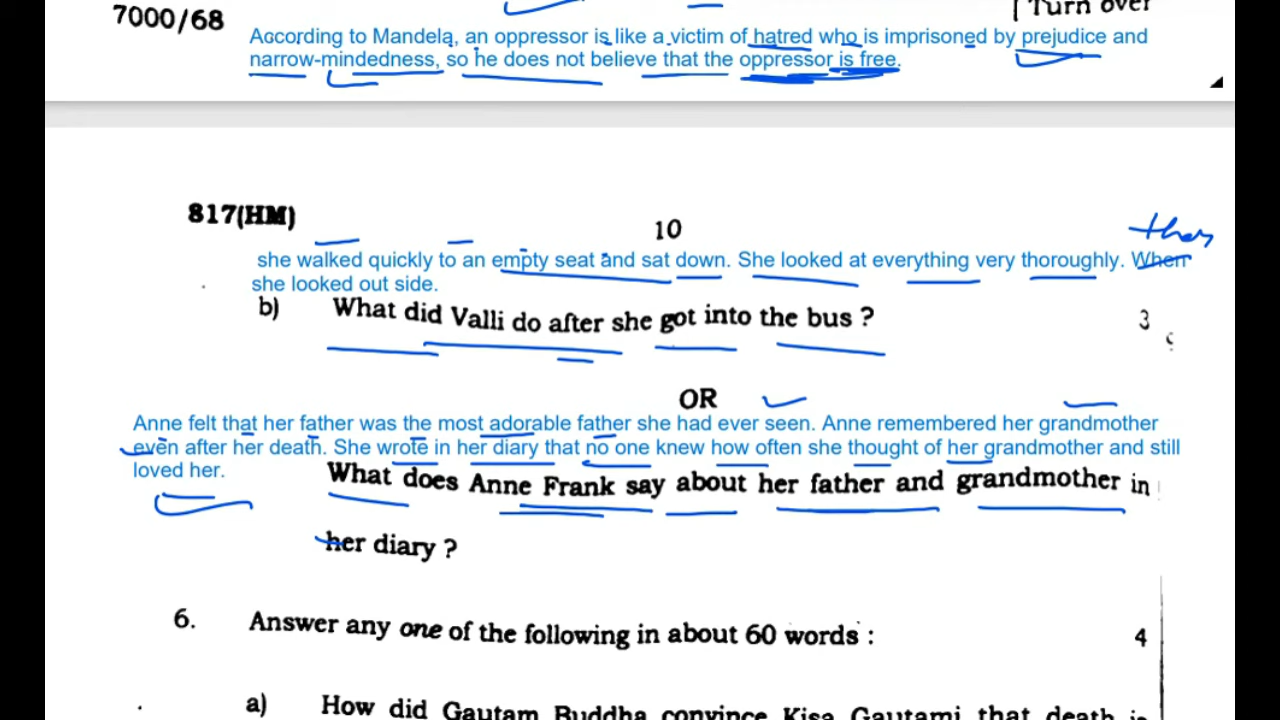 7000/68
[ Turn over
According to Mandela, an oppressor is like a victim of hatred who is imprisoned by prejudice and
narrow-mindedness, so he does not believe that the oppressor is free.
817(HM)
10
then
she walked quickly to an empty seat and sat down. She looked at everything very thoroughly. When
she looked out side.
b) What did Valli do after she got into the bus ? 3
OR
Anne felt that her father was the most adorable father she had ever seen. Anne remembered her grandmother
even after her death. She wrote in her diary that no one knew how often she thought of her grandmother and still
loved her.
What does Anne Frank say about her father and grandmother in
her diary ?
6. Answer any one of the following in about 60 words : 4
a) How did Gautam Buddha convince Kisa Gautami that death is